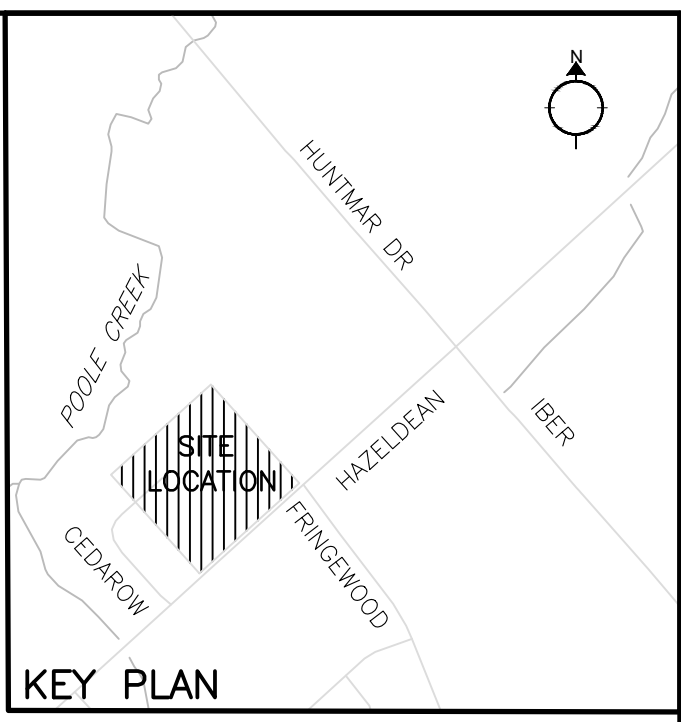 N
HUNTMAR DR
POOLE CREEK
HAZELDEAN
IBER
SITE
LOCATION
FRINGEWOOD
CEDAROW
KEY PLAN